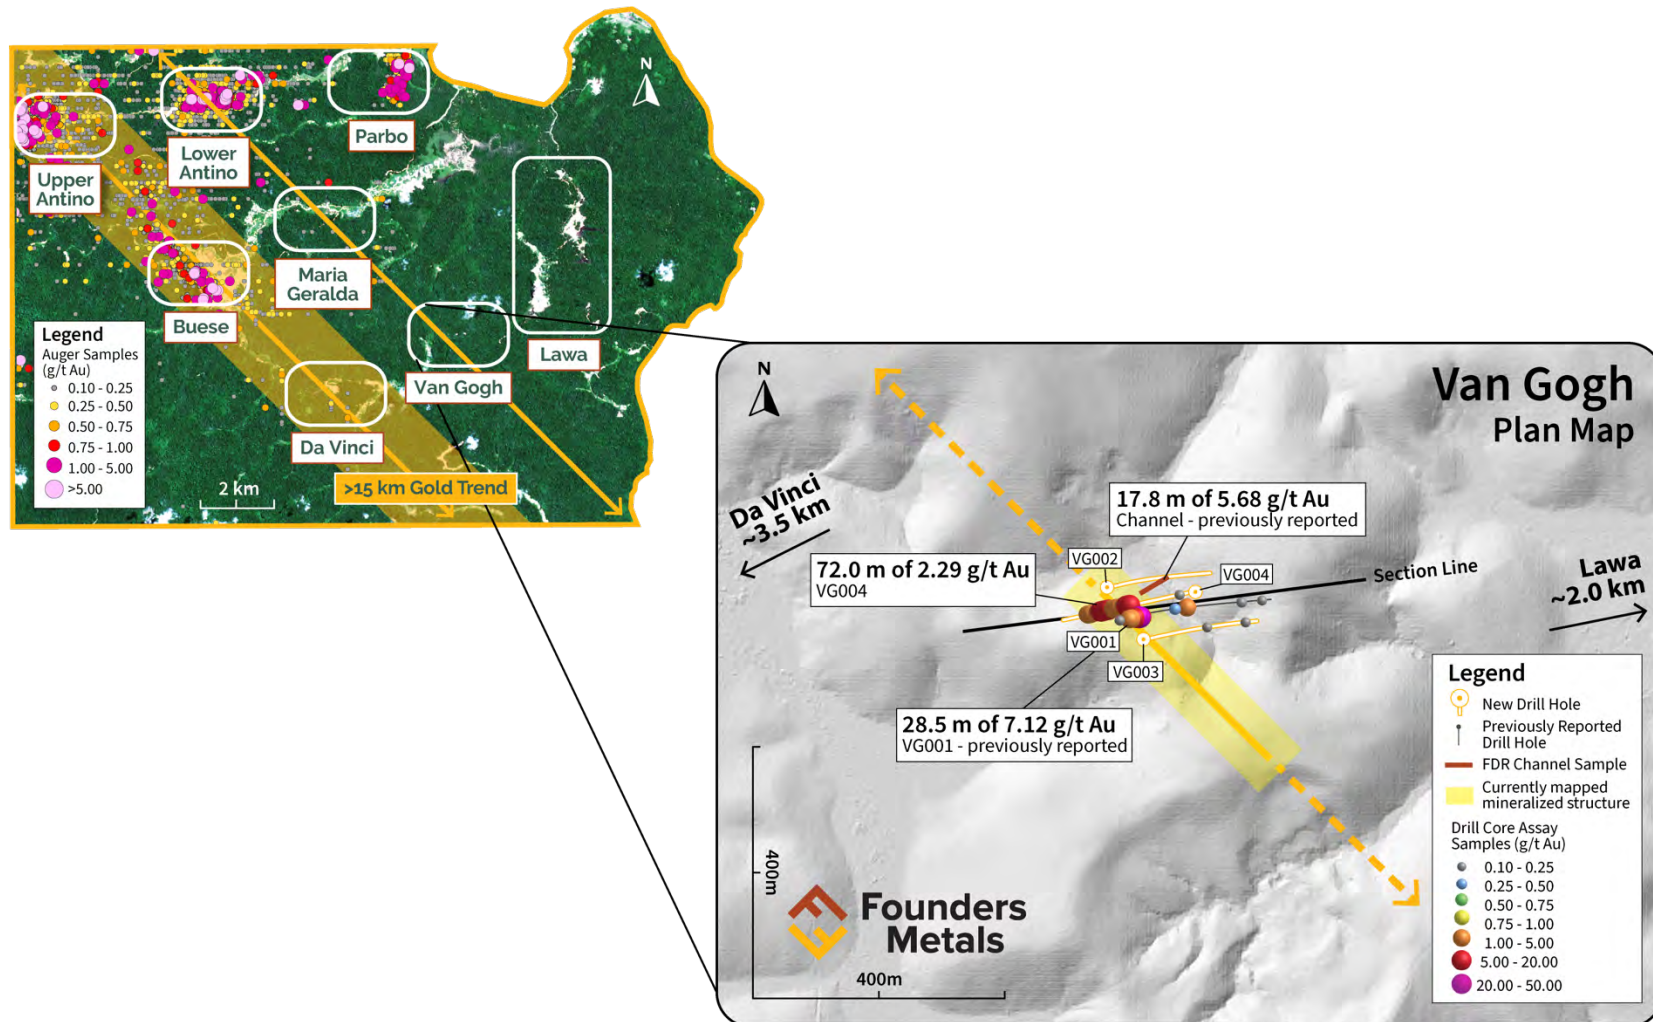 N
Parbo
Lower
Antino
Upper
Antino
Maria
Geralda
Buese
Lawa
Van Gogh
Da Vinci
>15 km Gold Trend
2 km
Legend
Auger Samples
(g/t Au)
0.10 - 0.25
0.25 - 0.50
0.50 - 0.75
0.75 - 1.00
1.00 - 5.00
>5.00
N
Van Gogh
Plan Map
Da Vinci
~3.5 km
17.8 m of 5.68 g/t Au
Channel - previously reported
72.0 m of 2.29 g/t Au
VG004
VG002
VG004
Section Line
Lawa
~2.0 km
VG001
VG003
28.5 m of 7.12 g/t Au
VG001 - previously reported
400m
400m
Founders
Metals
Legend
New Drill Hole
Previously Reported
Drill Hole
FDR Channel Sample
Currently mapped
mineralized structure
Drill Core Assay
Samples (g/t Au)
0.10 - 0.25
0.25 - 0.50
0.50 - 0.75
0.75 - 1.00
1.00 - 5.00
5.00 - 20.00
20.00 - 50.00